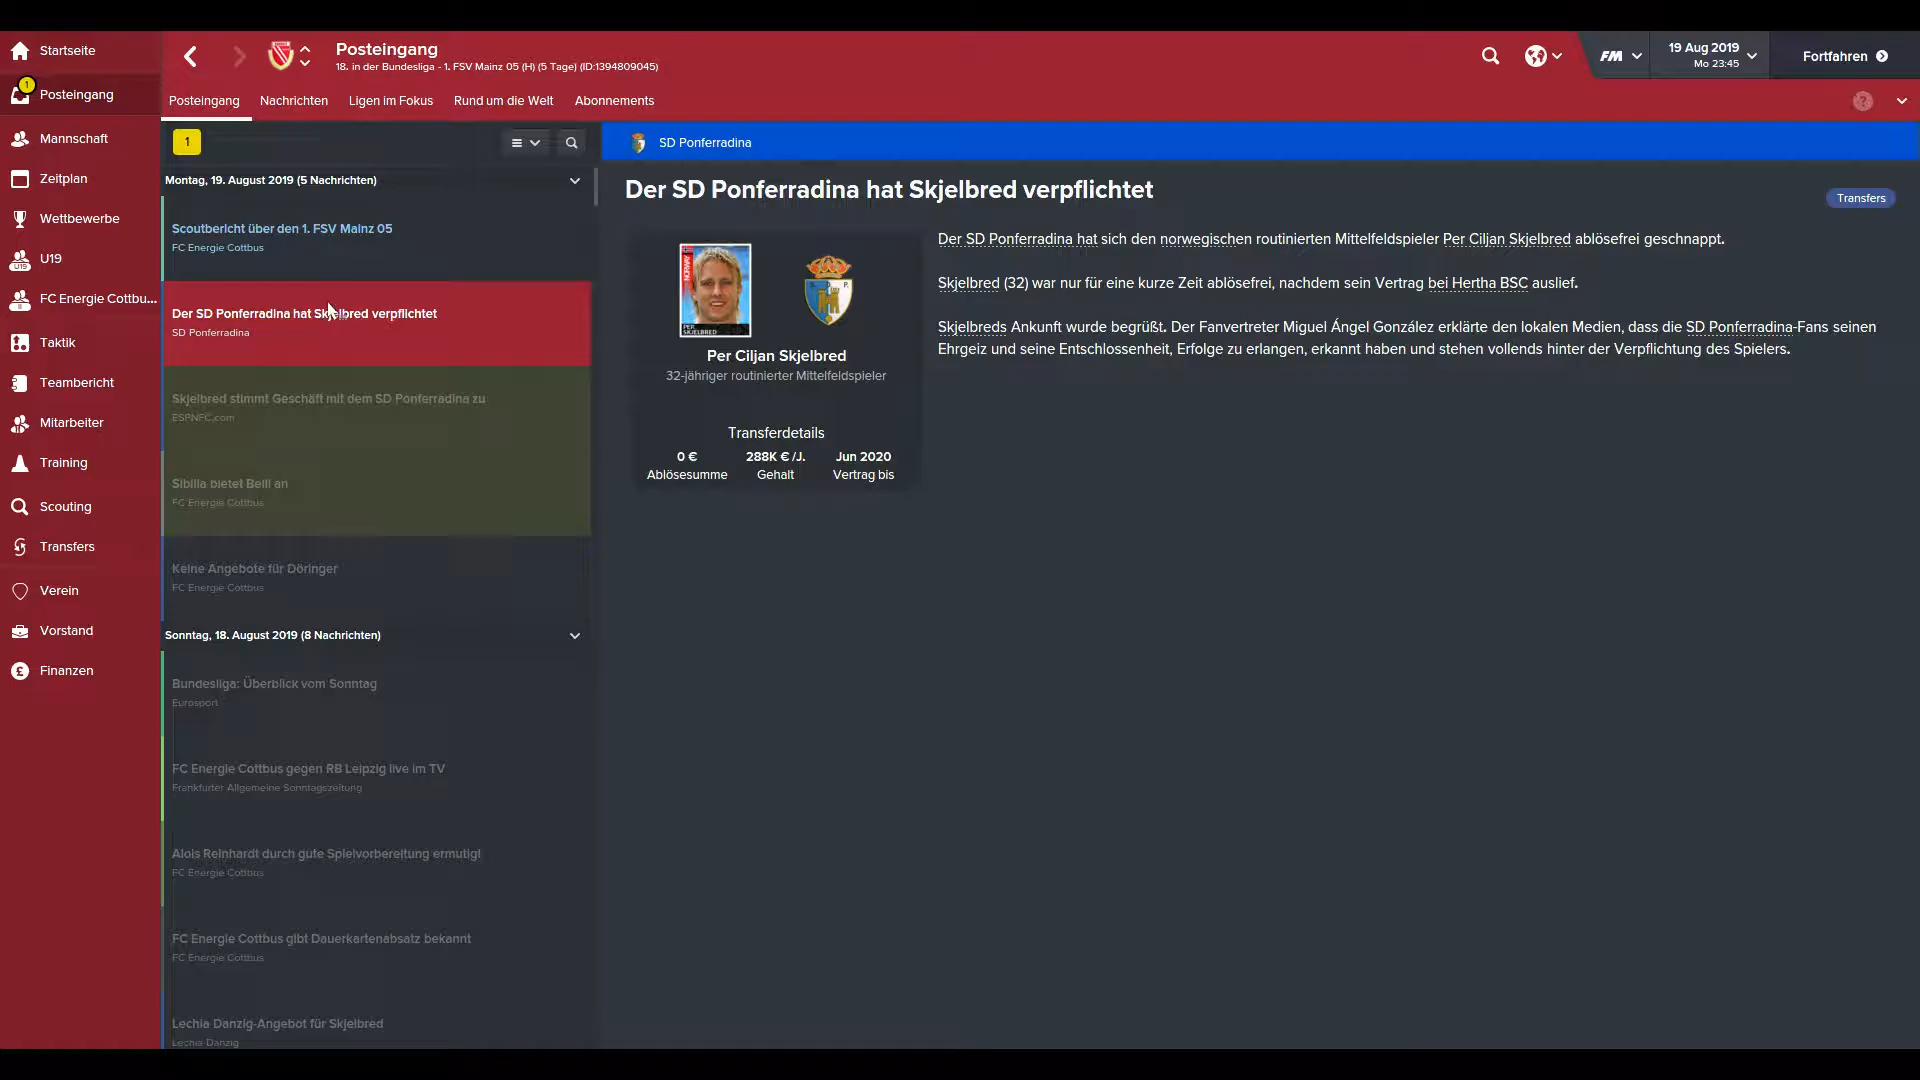 Startseite
1
Posteingang
Mannschaft
Zeitplan
Wettbewerbe
U19
U19
FC Energie Cottbu...
II
Taktik
Teambericht
Mitarbeiter
Training
Scouting
Transfers
Verein
Vorstand
Finanzen
Posteingang
18. in der Bundesliga - 1. FSV Mainz 05 (H) (5 Tage) (ID:1394809045)
FM
19 Aug 2019
Mo 23:45
Fortfahren
Posteingang
Nachrichten
Ligen im Fokus
Rund um die Welt
Abonnements
?
1
Montag, 19. August 2019 (5 Nachrichten)
Scoutbericht über den 1. FSV Mainz 05
FC Energie Cottbus
Der SD Ponferradina hat Skjelbred verpflichtet
SD Ponferradina
Skjelbred stimmt Geschäft mit dem SD Ponferradina zu
ESPNFC.com
Sibilla bietet Belli an
FC Energie Cottbus
Keine Angebote für Döringer
FC Energie Cottbus
Sonntag, 18. August 2019 (8 Nachrichten)
Bundesliga: Überblick vom Sonntag
Eurosport
FC Energie Cottbus gegen RB Leipzig live im TV
Frankfurter Allgemeine Sonntagszeitung
Alois Reinhardt durch gute Spielvorbereitung ermutigt
FC Energie Cottbus
FC Energie Cottbus gibt Dauerkartenabsatz bekannt
FC Energie Cottbus
Lechia Danzig-Angebot für Skjelbred
Lechia Danzig
SD Ponferradina
Der SD Ponferradina hat Skjelbred verpflichtet
Transfers
NORWAY
PER
SKJELBRED
Per Ciljan Skjelbred
32-jähriger routinierter Mittelfeldspieler
Transferdetails
0 €
288K € /J.
Jun 2020
Ablösesumme
Gehalt
Vertrag bis
Der SD Ponferradina hat sich den norwegischen routinierten Mittelfeldspieler Per Ciljan Skjelbred ablösefrei geschnappt.
Skjelbred (32) war nur für eine kurze Zeit ablösefrei, nachdem sein Vertrag bei Hertha BSC auslief.
Skjelbreds Ankunft wurde begrüßt. Der Fanvertreter Miguel Ángel González erklärte den lokalen Medien, dass die SD Ponferradina-Fans seinen
Ehrgeiz und seine Entschlossenheit, Erfolge zu erlangen, erkannt haben und stehen vollends hinter der Verpflichtung des Spielers.